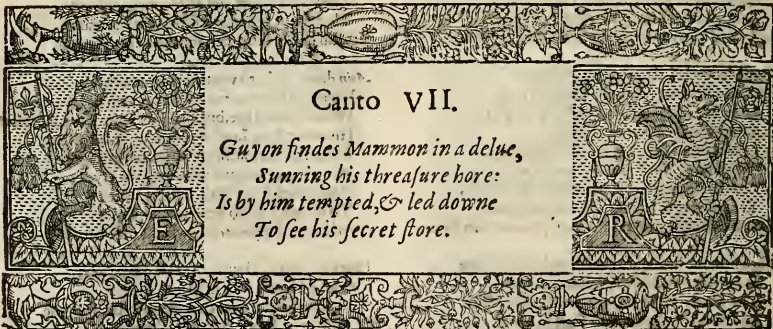 Canto VII.
Guyon findes Mammon in a delue,
Sunning his threaſure hore:
Is by him tempted, & led downe
To ſee his ſecret ſtore.
E
R